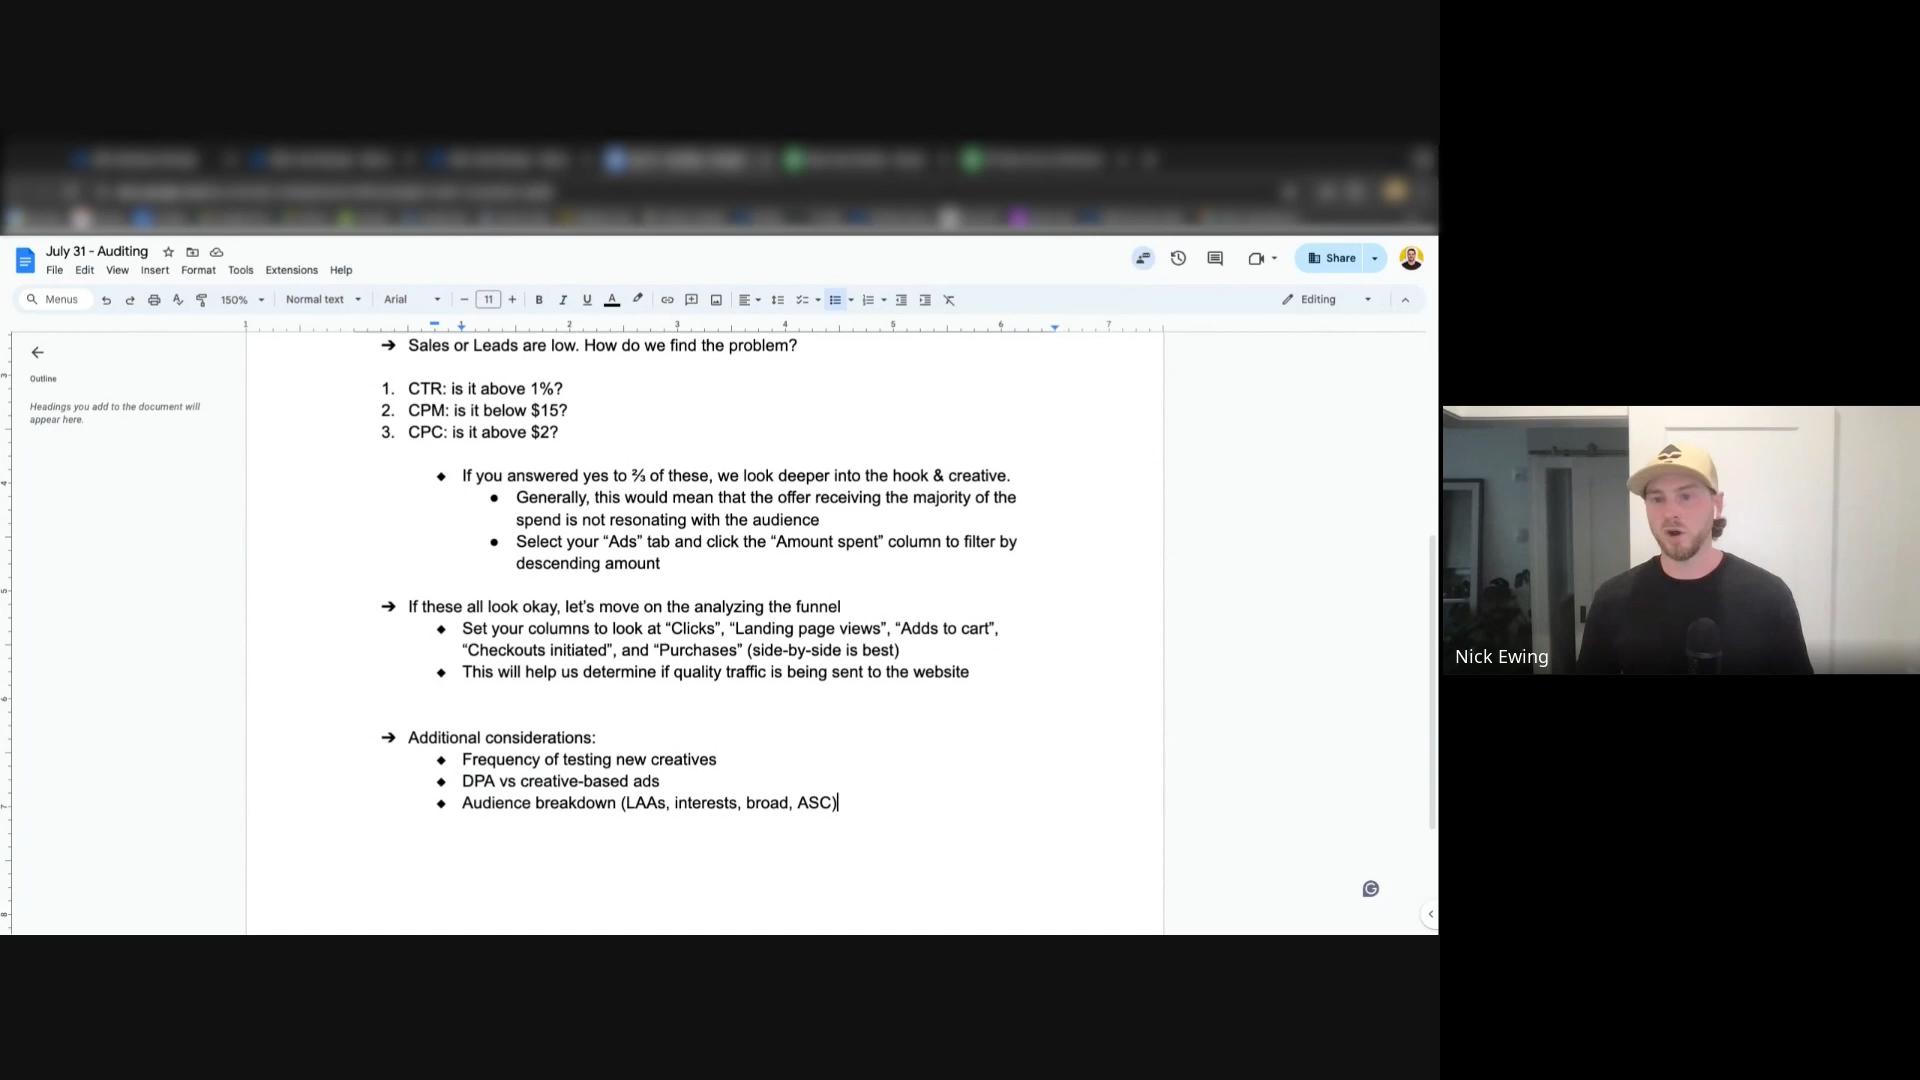 July 31 - Auditing
File Edit View Insert Format Tools Extensions Help
Share
Menus
150%
Normal text
Arial
11
Editing
1 1 2 3 4 5 6 7
Outline
Headings you add to the document will
appear here.
➔ Sales or Leads are low. How do we find the problem?
1. CTR: is it above 1%?
2. CPM: is it below $15?
3. CPC: is it above $2?
◆ If you answered yes to ⅔ of these, we look deeper into the hook & creative.
● Generally, this would mean that the offer receiving the majority of the
spend is not resonating with the audience
● Select your “Ads” tab and click the “Amount spent” column to filter by
descending amount
➔ If these all look okay, let’s move on the analyzing the funnel
◆ Set your columns to look at “Clicks”, “Landing page views”, “Adds to cart”,
“Checkouts initiated”, and “Purchases” (side-by-side is best)
◆ This will help us determine if quality traffic is being sent to the website
➔ Additional considerations:
◆ Frequency of testing new creatives
◆ DPA vs creative-based ads
◆ Audience breakdown (LAAs, interests, broad, ASC)
Nick Ewing